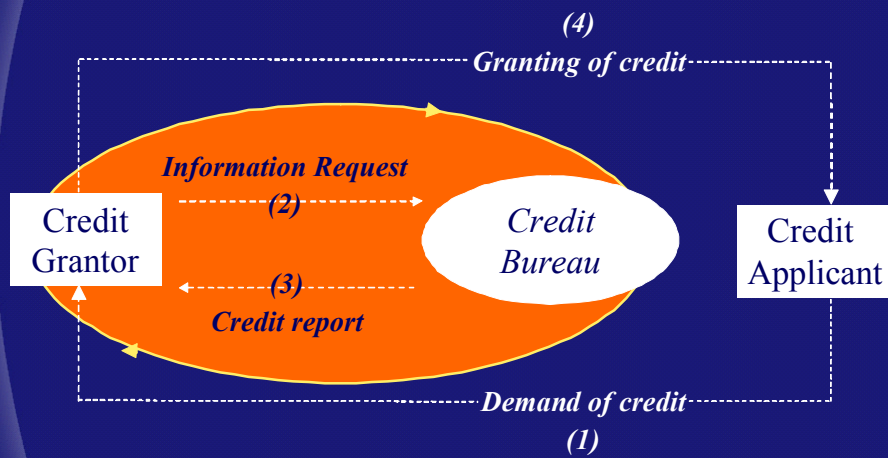 (4)
Granting of credit
Information Request
(2)
Credit
Grantor
Credit
Bureau
Credit
Applicant
(3)
Credit report
Demand of credit
(1)